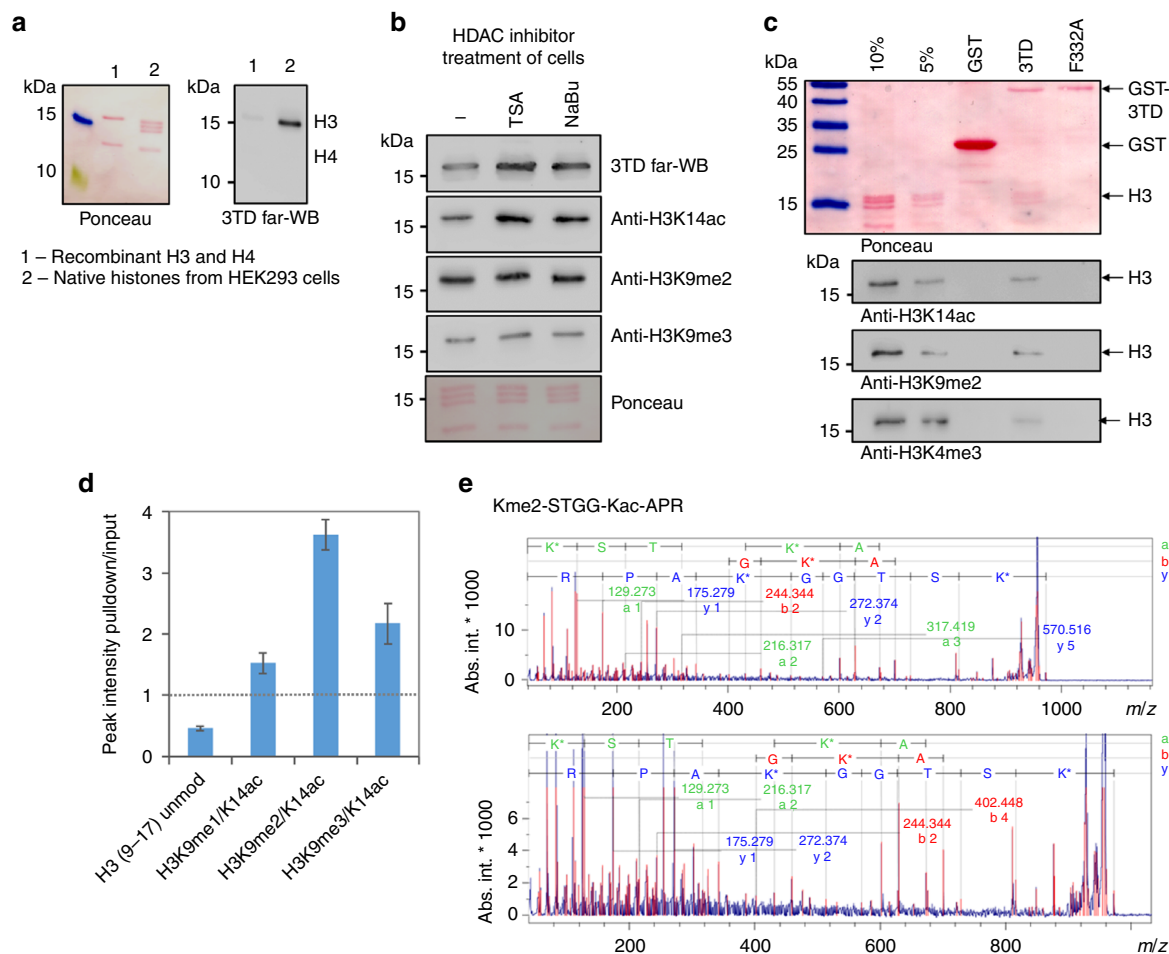 a
1 2
kDa
15
10
Ponceau
1 2
kDa
15
10
H3
H4
3TD far-WB
1 – Recombinant H3 and H4
2 – Native histones from HEK293 cells
b
HDAC inhibitor
treatment of cells
– TSA NaBu
kDa
15
3TD far-WB
15
Anti-H3K14ac
15
Anti-H3K9me2
15
Anti-H3K9me3
15
Ponceau
c
kDa
10% 5% GST 3TD F332A
55
40
35
25
15
GST-
3TD
GST
H3
Ponceau
kDa
15
H3
Anti-H3K14ac
15
H3
Anti-H3K9me2
15
H3
Anti-H3K4me3
d
Peak intensity pulldown/input
4
3
2
1
0
H3 (9–17) unmod
H3K9me1/K14ac
H3K9me2/K14ac
H3K9me3/K14ac
e
Kme2-STGG-Kac-APR
Abs. int. * 1000
10
0
K* S T K* A a
G K* A b
R P A K* G G T S K* y
129.273
a 1
175.279
y 1
244.344
b 2
272.374
y 2
216.317
a 2
317.419
a 3
570.516
y 5
200 400 600 800 1000 m/z
Abs. int. * 1000
6
4
2
0
K* S T K* A a
G K* A b
R P A K* G G T S K* y
129.273
a 1
216.317
a 2
175.279
y 1
272.374
y 2
244.344
b 2
402.448
b 4
200 400 600 800 m/z